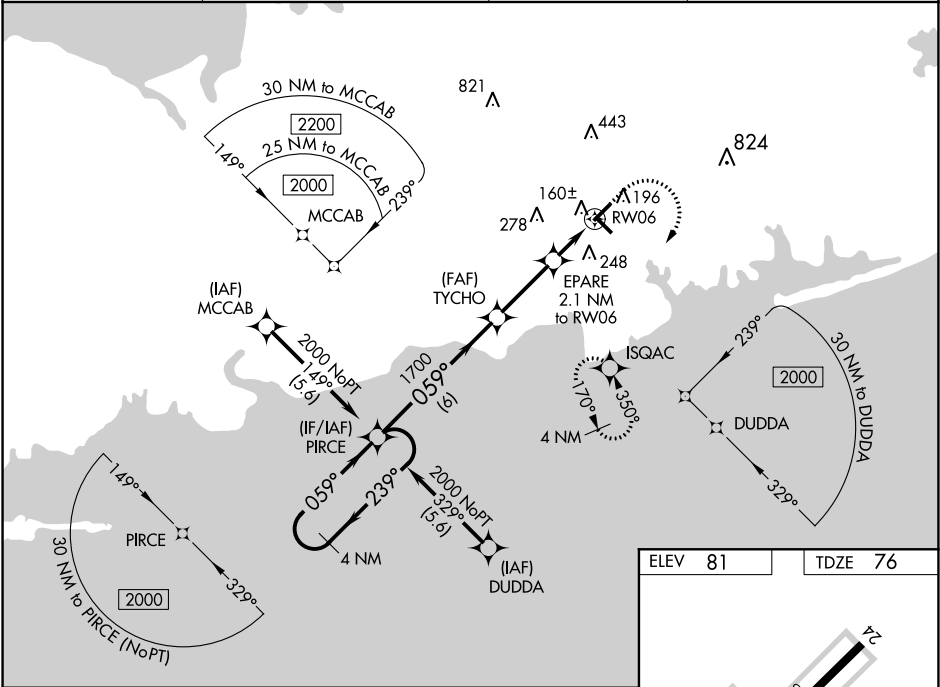 30 NM to MCCAB
2200
25 NM to MCCAB
2000
149°
239°
MCCAB
821
443
824
160±
196
278
RW06
248
(FAF)
TYCHO
EPARE
2.1 NM
to RW06
(IAF)
MCCAB
2000 NoPT
149°
(5.6)
1700
059°
(6)
(IF/IAF)
PIRCE
ISQAC
170°
350°
4 NM
239°
2000
30 NM to DUDDA
DUDDA
329°
059°
239°
4 NM
2000 NoPT
329°
(5.6)
(IAF)
DUDDA
149°
PIRCE
329°
2000
30 NM to PIRCE (NoPT)
ELEV 81
TDZE 76
24